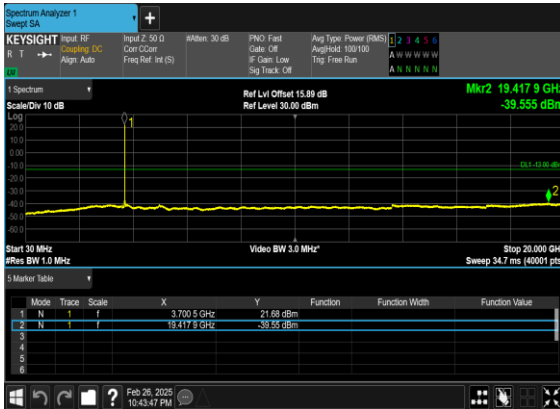 Spectrum Analyzer 1
Swept SA
+
KEYSIGHT Input: RF Input Z: 50 Ω #Atten: 30 dB PNO: Fast Avg Type: Power (RMS) 1 2 3 4 5 6
R T Coupling: DC Corr CCorr Gate: Off Avg|Hold: 100/100 A W W W W W
Align: Auto Freq Ref: Int (S) IF Gain: Low Trig: Free Run
LXI Sig Track: Off A N N N N N
1 Spectrum Ref Lvl Offset 15.89 dB Mkr2 19.417 9 GHz
Scale/Div 10 dB Ref Level 30.00 dBm -39.555 dBm
Log
1
20.0
10.0
0.00
-10.0 DL1 -13.00 dBm
-20.0
-30.0
2
-40.0
-50.0
-60.0
Start 30 MHz Video BW 3.0 MHz* Stop 20.000 GHz
#Res BW 1.0 MHz Sweep 34.7 ms (40001 pts)
5 Marker Table
Mode Trace Scale X Y Function Function Width Function Value
1 N 1 f 3.700 5 GHz 21.68 dBm
2 N 1 f 19.417 9 GHz -39.55 dBm
3
4
5
6
? Feb 26, 2025
10:43:47 PM